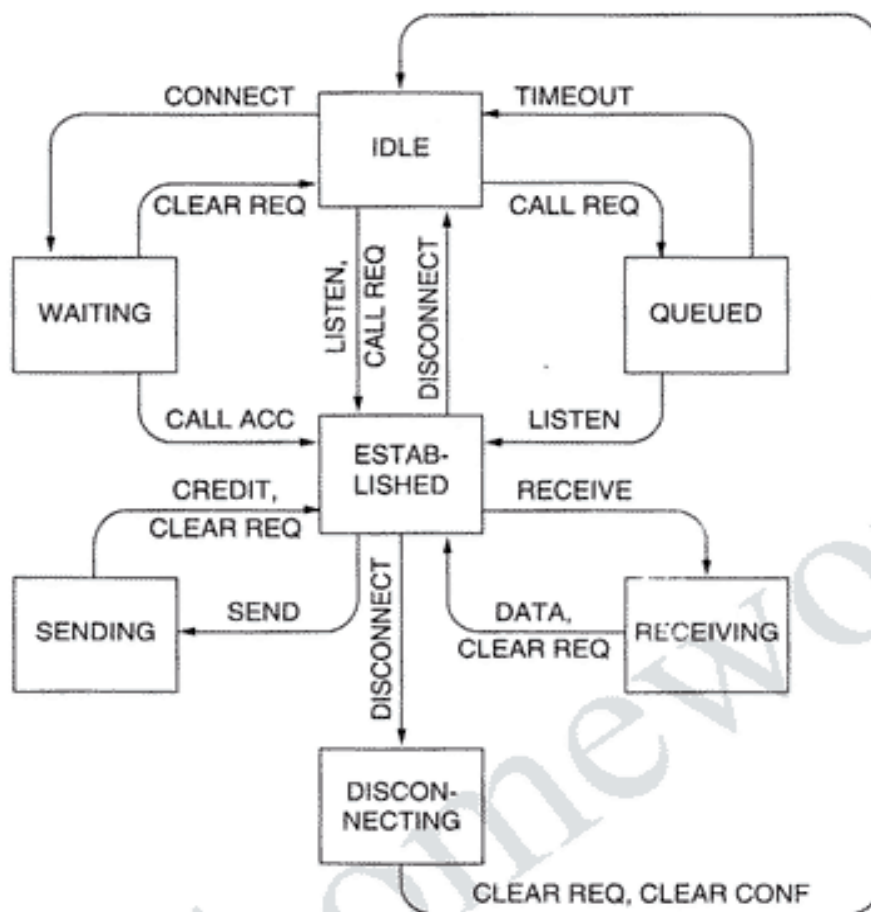 CONNECT
TIMEOUT
IDLE
CLEAR REQ
CALL REQ
LISTEN,
CALL REQ
DISCONNECT
WAITING
QUEUED
CALL ACC
LISTEN
ESTAB-
LISHED
CREDIT,
CLEAR REQ
RECEIVE
SENDING
SEND
DISCONNECT
DATA,
CLEAR REQ
RECEIVING
DISCON-
NECTING
CLEAR REQ, CLEAR CONF